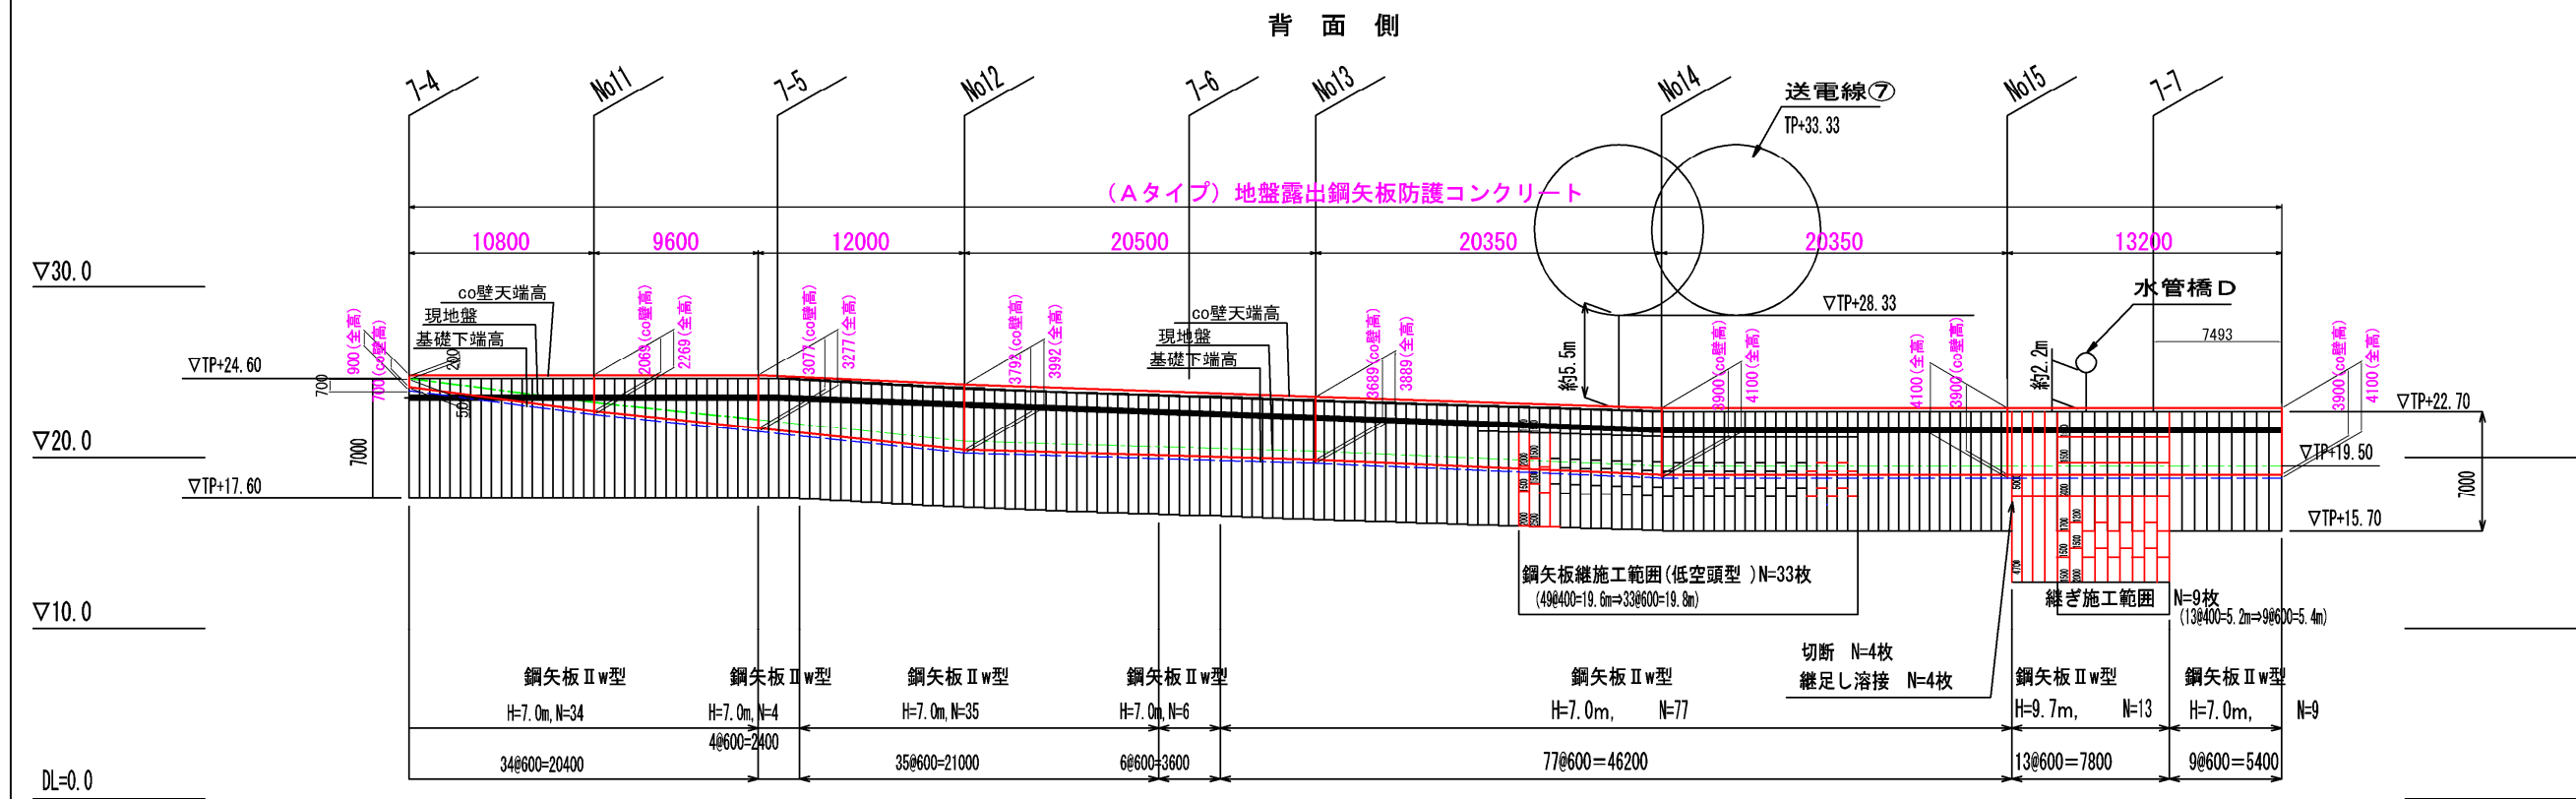 背 面 側
7-4
No11
7-5
No12
7-6
No13
No14
No15
7-7
送電線⑦
TP+33.33
(Aタイプ) 地盤露出鋼矢板防護コンクリート
10800
9600
12000
20500
20350
20350
13200
▽30.0
▽20.0
▽10.0
DL=0.0
co壁天端高
現地盤
基礎下端高
co壁天端高
現地盤
基礎下端高
900(全高)
700(co壁高)
2069(co壁高)
2269(全高)
3077(co壁高)
3277(全高)
3792(co壁高)
3992(全高)
3689(co壁高)
3889(全高)
3900(co壁高)
4100(全高)
4100(全高)
3900(co壁高)
3900(co壁高)
4100(全高)
▽TP+28.33
約5.5m
水管橋D
約2.2m
7493
▽TP+24.60
▽TP+17.60
700
200
7000
▽TP+22.70
▽TP+19.50
▽TP+15.70
7000
5000
4700
鋼矢板継施工範囲(低空頭型 )N=33枚
(49@400=19.6m⇒33@600=19.8m)
継ぎ施工範囲 N=9枚
(13@400=5.2m⇒9@600=5.4m)
切断 N=4枚
継足し溶接 N=4枚
鋼矢板Ⅱw型
H=7.0m,N=34
34@600=20400
鋼矢板Ⅱw型
H=7.0m,N=4
4@600=2400
鋼矢板Ⅱw型
H=7.0m,N=35
35@600=21000
鋼矢板Ⅱw型
H=7.0m,N=6
6@600=3600
鋼矢板Ⅱw型
H=7.0m, N=77
77@600=46200
鋼矢板Ⅱw型
H=9.7m, N=13
13@600=7800
鋼矢板Ⅱw型
H=7.0m, N=9
9@600=5400